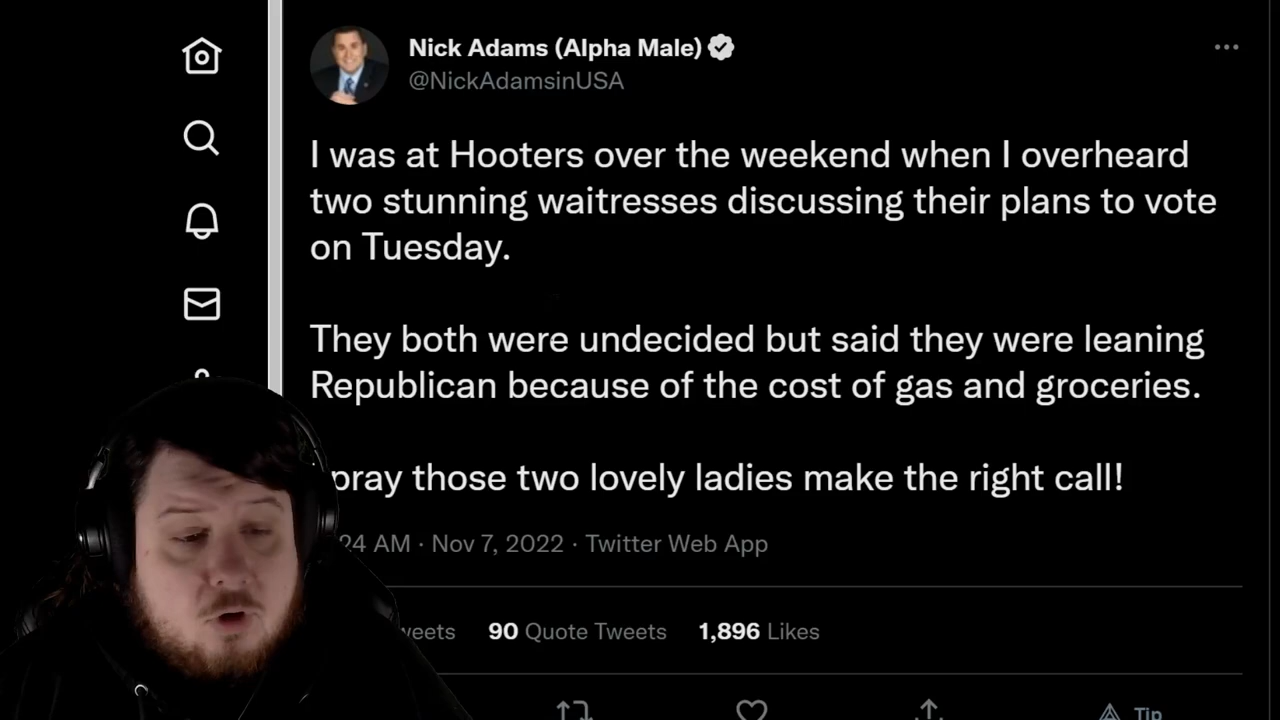 Nick Adams (Alpha Male)
@NickAdamsinUSA
I was at Hooters over the weekend when I overheard
two stunning waitresses discussing their plans to vote
on Tuesday.
They both were undecided but said they were leaning
Republican because of the cost of gas and groceries.
pray those two lovely ladies make the right call!
24 AM · Nov 7, 2022 · Twitter Web App
weets 90 Quote Tweets 1,896 Likes
Tip